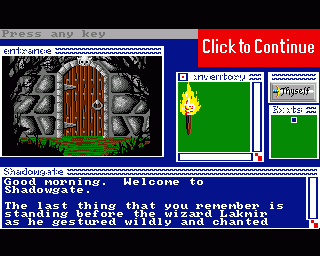 Press any key
Click to Continue
entrance
inventory
Myself
Exits
Shadowgate
Good morning.  Welcome to
Shadowgate.
The last thing that you remember is
standing before the wizard Lakmir
as he gestured wildly and chanted